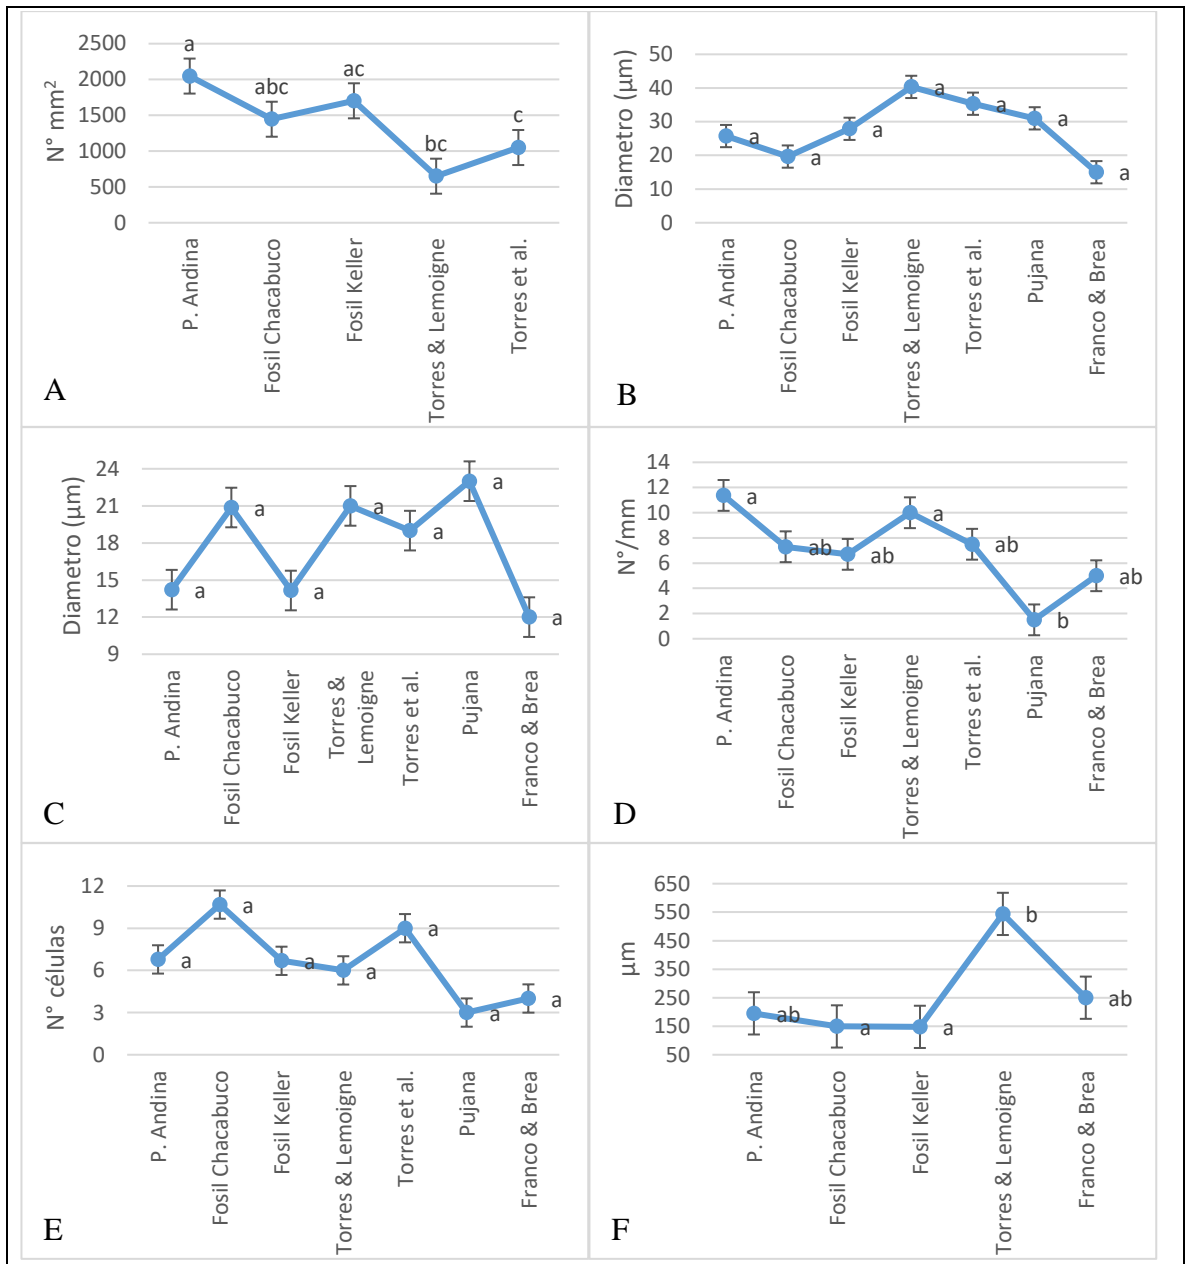 2500
2000
1500
1000
500
0
N° mm²
a
abc
ac
bc
c
P. Andina
Fosil Chacabuco
Fosil Keller
Torres & Lemoigne
Torres et al.
A
50
40
30
20
10
0
Diametro (µm)
a
a
a
a
a
a
a
P. Andina
Fosil Chacabuco
Fosil Keller
Torres & Lemoigne
Torres et al.
Pujana
Franco & Brea
B
24
21
18
15
12
9
Diametro (µm)
a
a
a
a
a
a
a
P. Andina
Fosil Chacabuco
Fosil Keller
Torres &
Lemoigne
Torres et al.
Pujana
Franco & Brea
C
14
12
10
8
6
4
2
0
N°/mm
a
ab
ab
a
ab
b
ab
P. Andina
Fosil Chacabuco
Fosil Keller
Torres & Lemoigne
Torres et al.
Pujana
Franco & Brea
D
12
9
6
3
0
N° células
a
a
a
a
a
a
a
P. Andina
Fosil Chacabuco
Fosil Keller
Torres & Lemoigne
Torres et al.
Pujana
Franco & Brea
E
650
550
450
350
250
150
50
µm
ab
a
a
b
ab
P. Andina
Fosil Chacabuco
Fosil Keller
Torres & Lemoigne
Franco & Brea
F